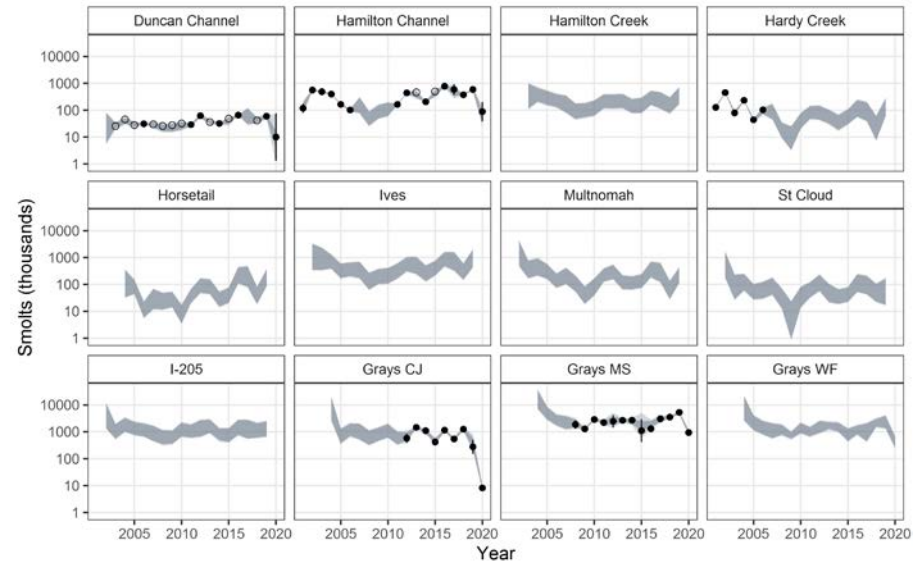 Duncan Channel
Hamilton Channel
Hamilton Creek
Hardy Creek
10000
1000
100
10
1
Horsetail
Ives
Multnomah
St Cloud
10000
1000
100
10
1
Smolts (thousands)
I-205
Grays CJ
Grays MS
Grays WF
10000
1000
100
10
1
2005 2010 2015 2020 2005 2010 2015 2020 2005 2010 2015 2020 2005 2010 2015 2020
Year